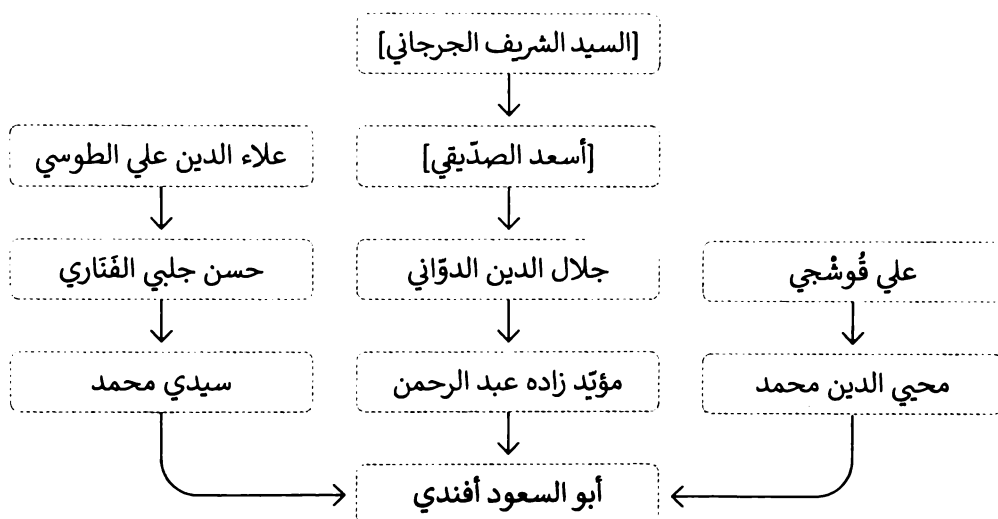 [السيد الشريف الجرجاني]
[أسعد الصدّيقي]
علاء الدين علي الطوسي
علي قُوشْجي
جلال الدين الدوّاني
حسن جلبي الفَنَاري
محيي الدين محمد
مؤيّد زاده عبد الرحمن
سيدي محمد
أبو السعود أفندي